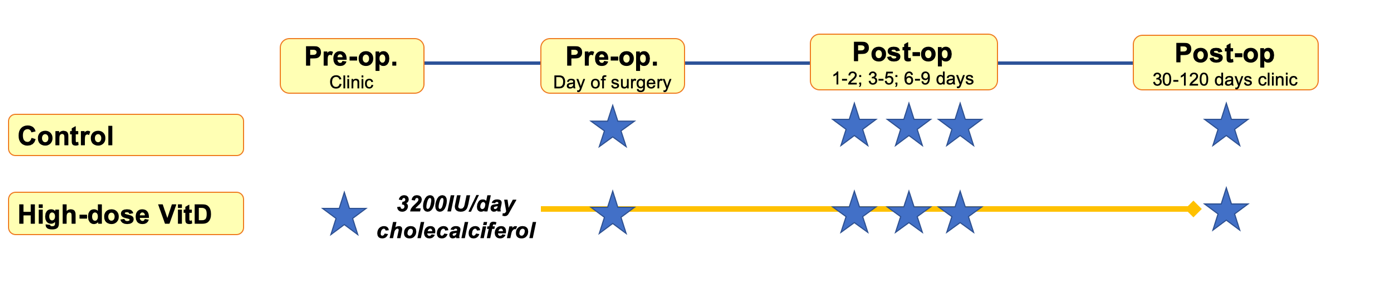 Pre-op.
Clinic
Pre-op.
Day of surgery
Post-op
1-2; 3-5; 6-9 days
Post-op
30-120 days clinic
Control
High-dose VitD
3200IU/day
cholecalciferol